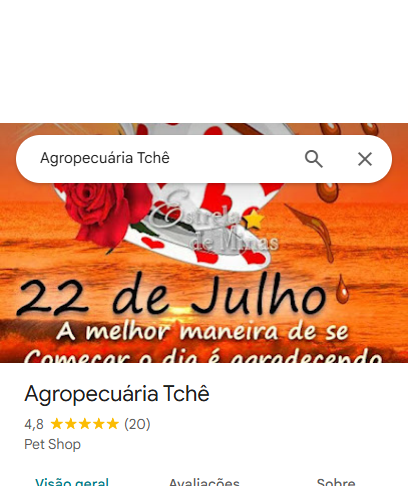 Agropecuária Tchê
Estrela
de Minas
22 de Julho
A melhor maneira de se
Começar o dia é agradecendo
Agropecuária Tchê
4,8 (20)
Pet Shop
Visão geral Avaliações Sobre